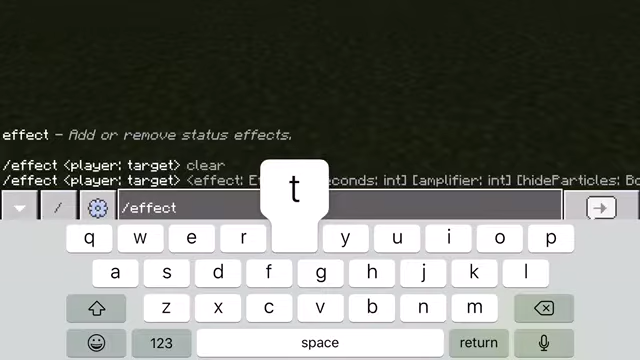 effect – Add or remove status effects.
/effect <player: target> clear
/effect <player: target> <effect: E conds: int] [amplifier: int] [hideParticles: Bo
/
/effect
t
q w e r y u i o p
a s d f g h j k l
z x c v b n m
123 space return